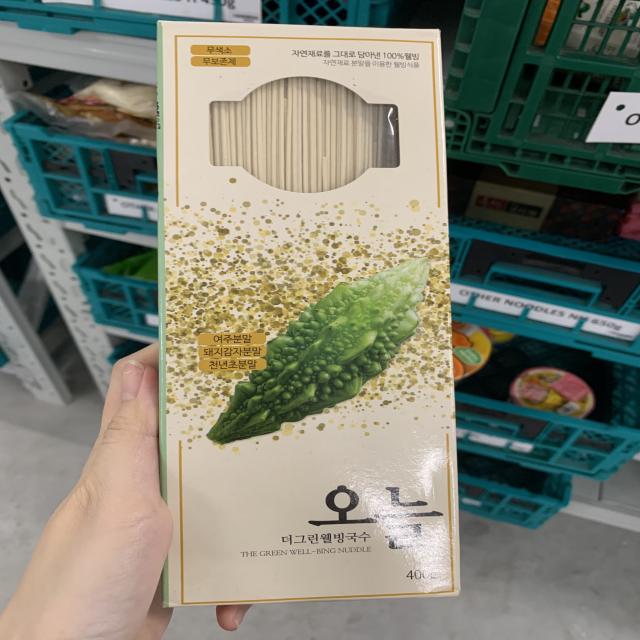 무색소
무보존제
자연재료를 그대로 담아낸 100%웰빙
자연재료 분말을 이용한 웰빙식품
여주분말
돼지감자분말
천년초분말
오늘
더그린웰빙국수
THE GREEN WELL-BING NUDDLE
400g
OTHER NOODLES NW 650g